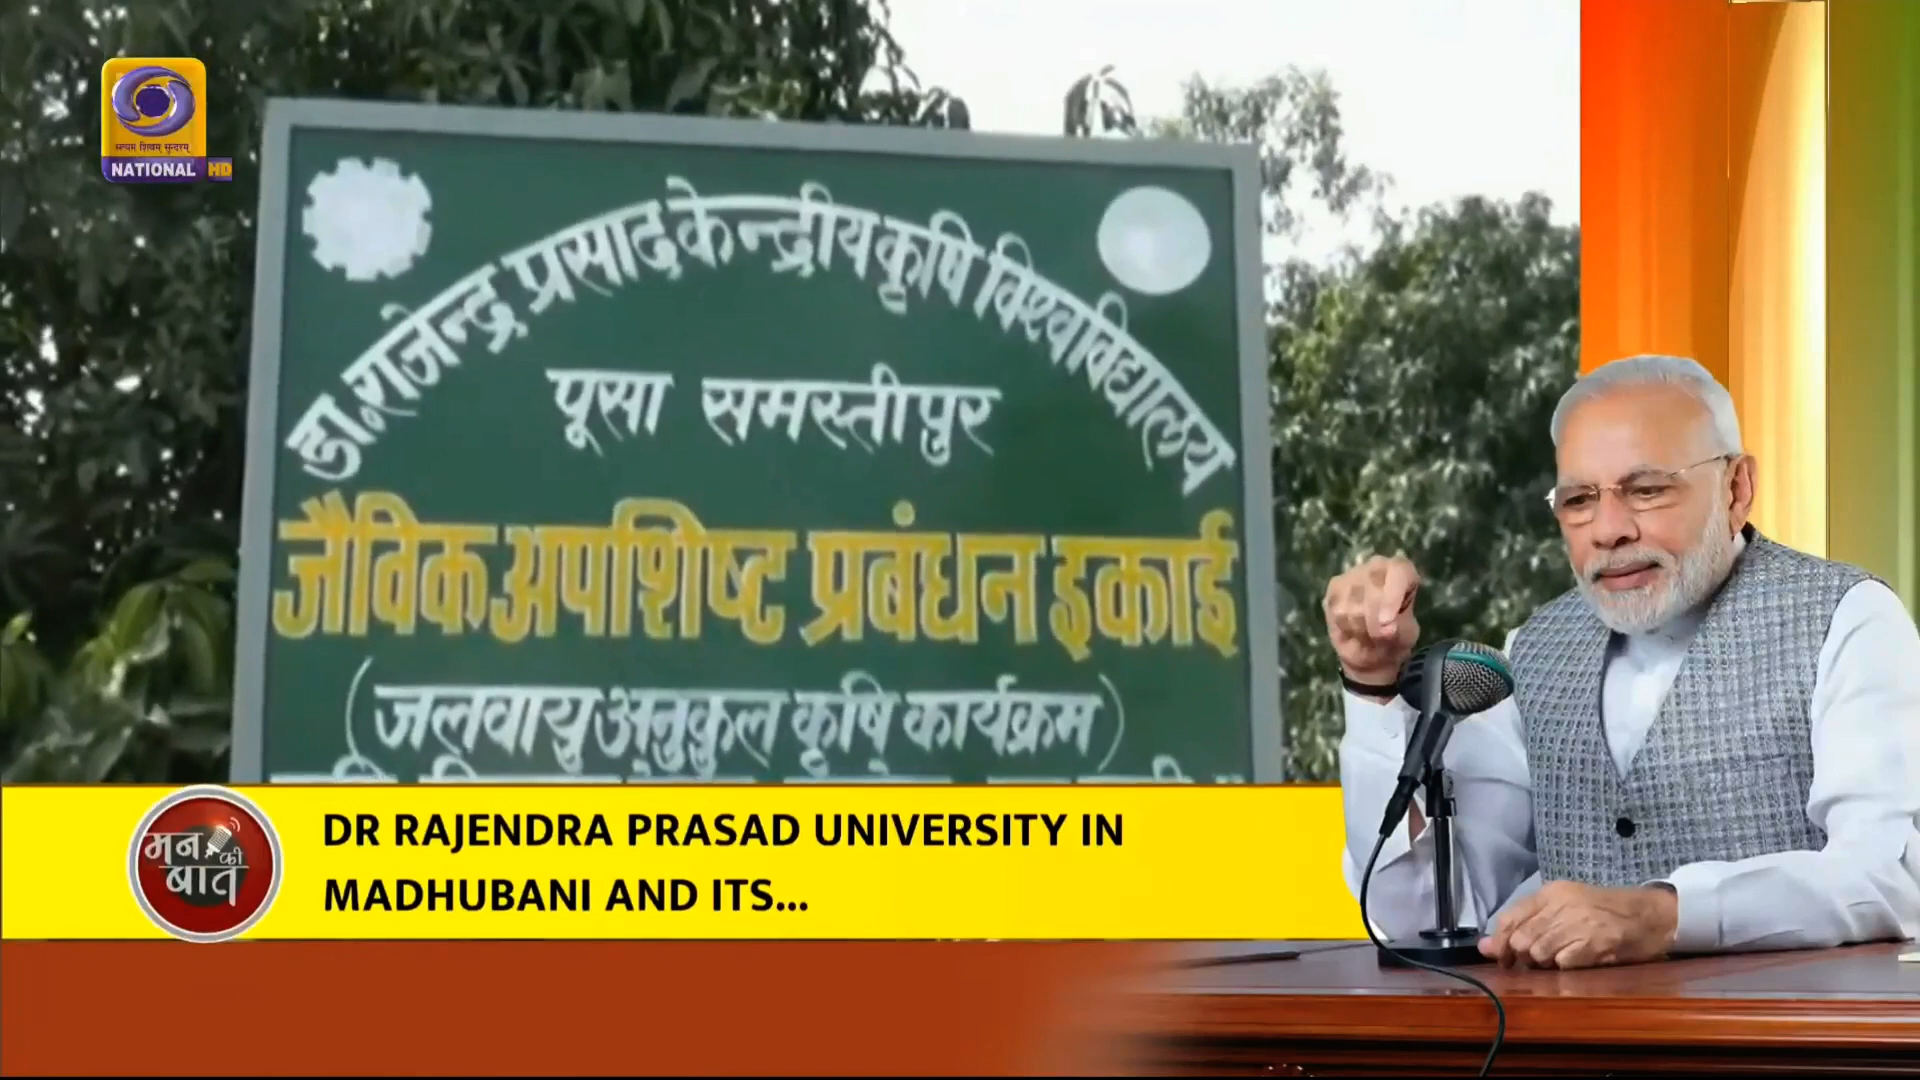 सत्यम शिवम् सुन्दरम्
NATIONAL HD
डा. राजेन्द्र प्रसाद केन्द्रीय कृषि विश्वविद्यालय
पूसा समस्तीपुर
जैविक अपशिष्ट प्रबंधन इकाई
(जलवायु अनुकुल कृषि कार्यक्रम)
मन की बात
DR RAJENDRA PRASAD UNIVERSITY IN
MADHUBANI AND ITS...